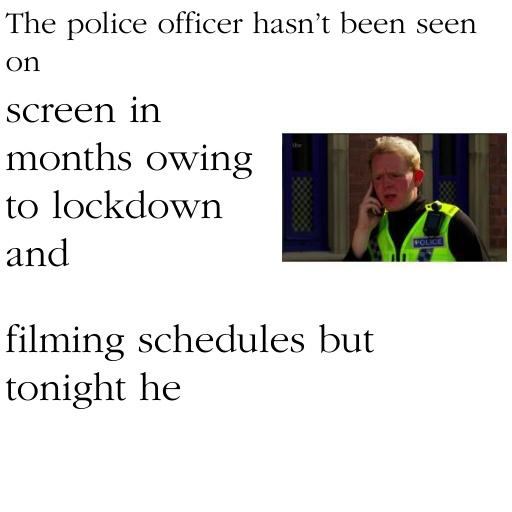 The police officer hasn't been seen
on
screen in
months owing
to lockdown
and
POLICE
filming schedules but
tonight he